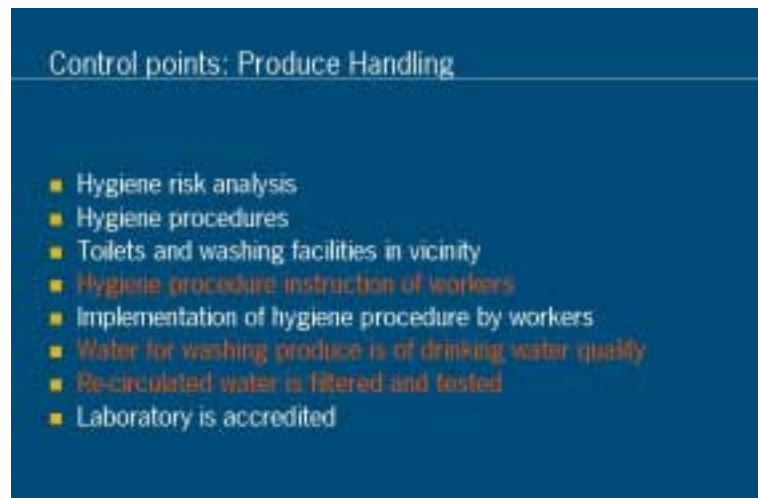 Control points: Produce Handling
Hygiene risk analysis
Hygiene procedures
Toilets and washing facilities in vicinity
Hygiene procedure instruction of workers
Implementation of hygiene procedure by workers
Water for washing produce is of drinking water quality
Re-circulated water is filtered and tested
Laboratory is accredited